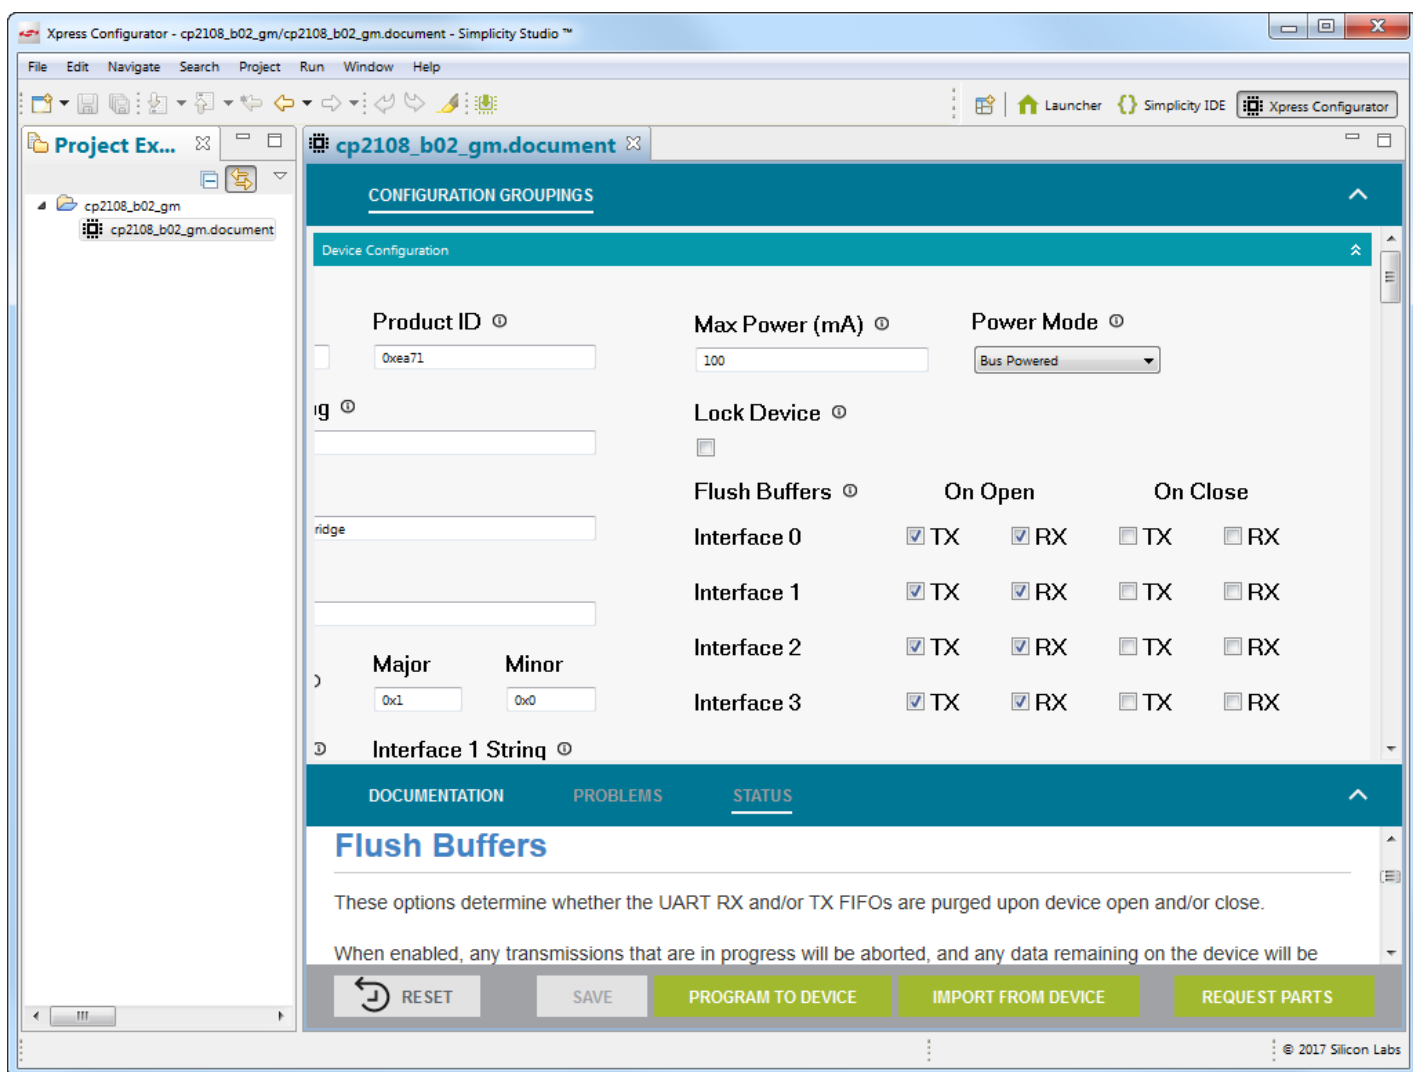 Xpress Configurator - cp2108_b02_gm/cp2108_b02_gm.document - Simplicity Studio ™
File Edit Navigate Search Project Run Window Help
Launcher {} Simplicity IDE Xpress Configurator
Project Ex...
cp2108_b02_gm.document
CONFIGURATION GROUPINGS
cp2108_b02_gm
cp2108_b02_gm.document
Device Configuration
Product ID
Max Power (mA)
Power Mode
0xea71
100
Bus Powered
ng
Lock Device
Flush Buffers On Open On Close
ridge
Interface 0 TX RX TX RX
Interface 1 TX RX TX RX
Interface 2 TX RX TX RX
Major Minor
0x1 0x0
Interface 3 TX RX TX RX
Interface 1 String
DOCUMENTATION PROBLEMS STATUS
Flush Buffers
These options determine whether the UART RX and/or TX FIFOs are purged upon device open and/or close.
When enabled, any transmissions that are in progress will be aborted, and any data remaining on the device will be
RESET SAVE PROGRAM TO DEVICE IMPORT FROM DEVICE REQUEST PARTS
© 2017 Silicon Labs